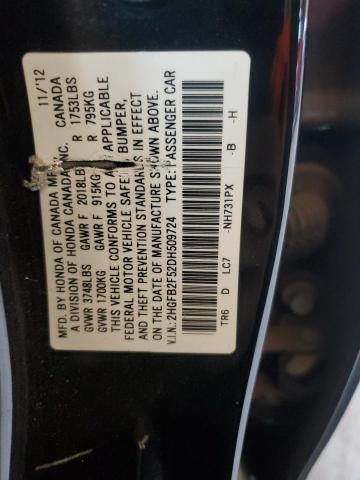 MFD. BY HONDA OF CANADA MFG. 11/'12
A DIVISION OF HONDA CANADA INC. CANADA
GVWR 3748LBS GAWR F 2018LBS R 1753LBS
GVWR 1700KG GAWR F 915KG R 795KG
THIS VEHICLE CONFORMS TO APPLICABLE
FEDERAL MOTOR VEHICLE SAFETY BUMPER,
AND THEFT PREVENTION STANDARDS IN EFFECT
ON THE DATE OF MANUFACTURE SHOWN ABOVE.
V.I.N.: 2HGFB2F52DH509724 TYPE: PASSENGER CAR
TR6 D LC7 -NH731PX -B -H